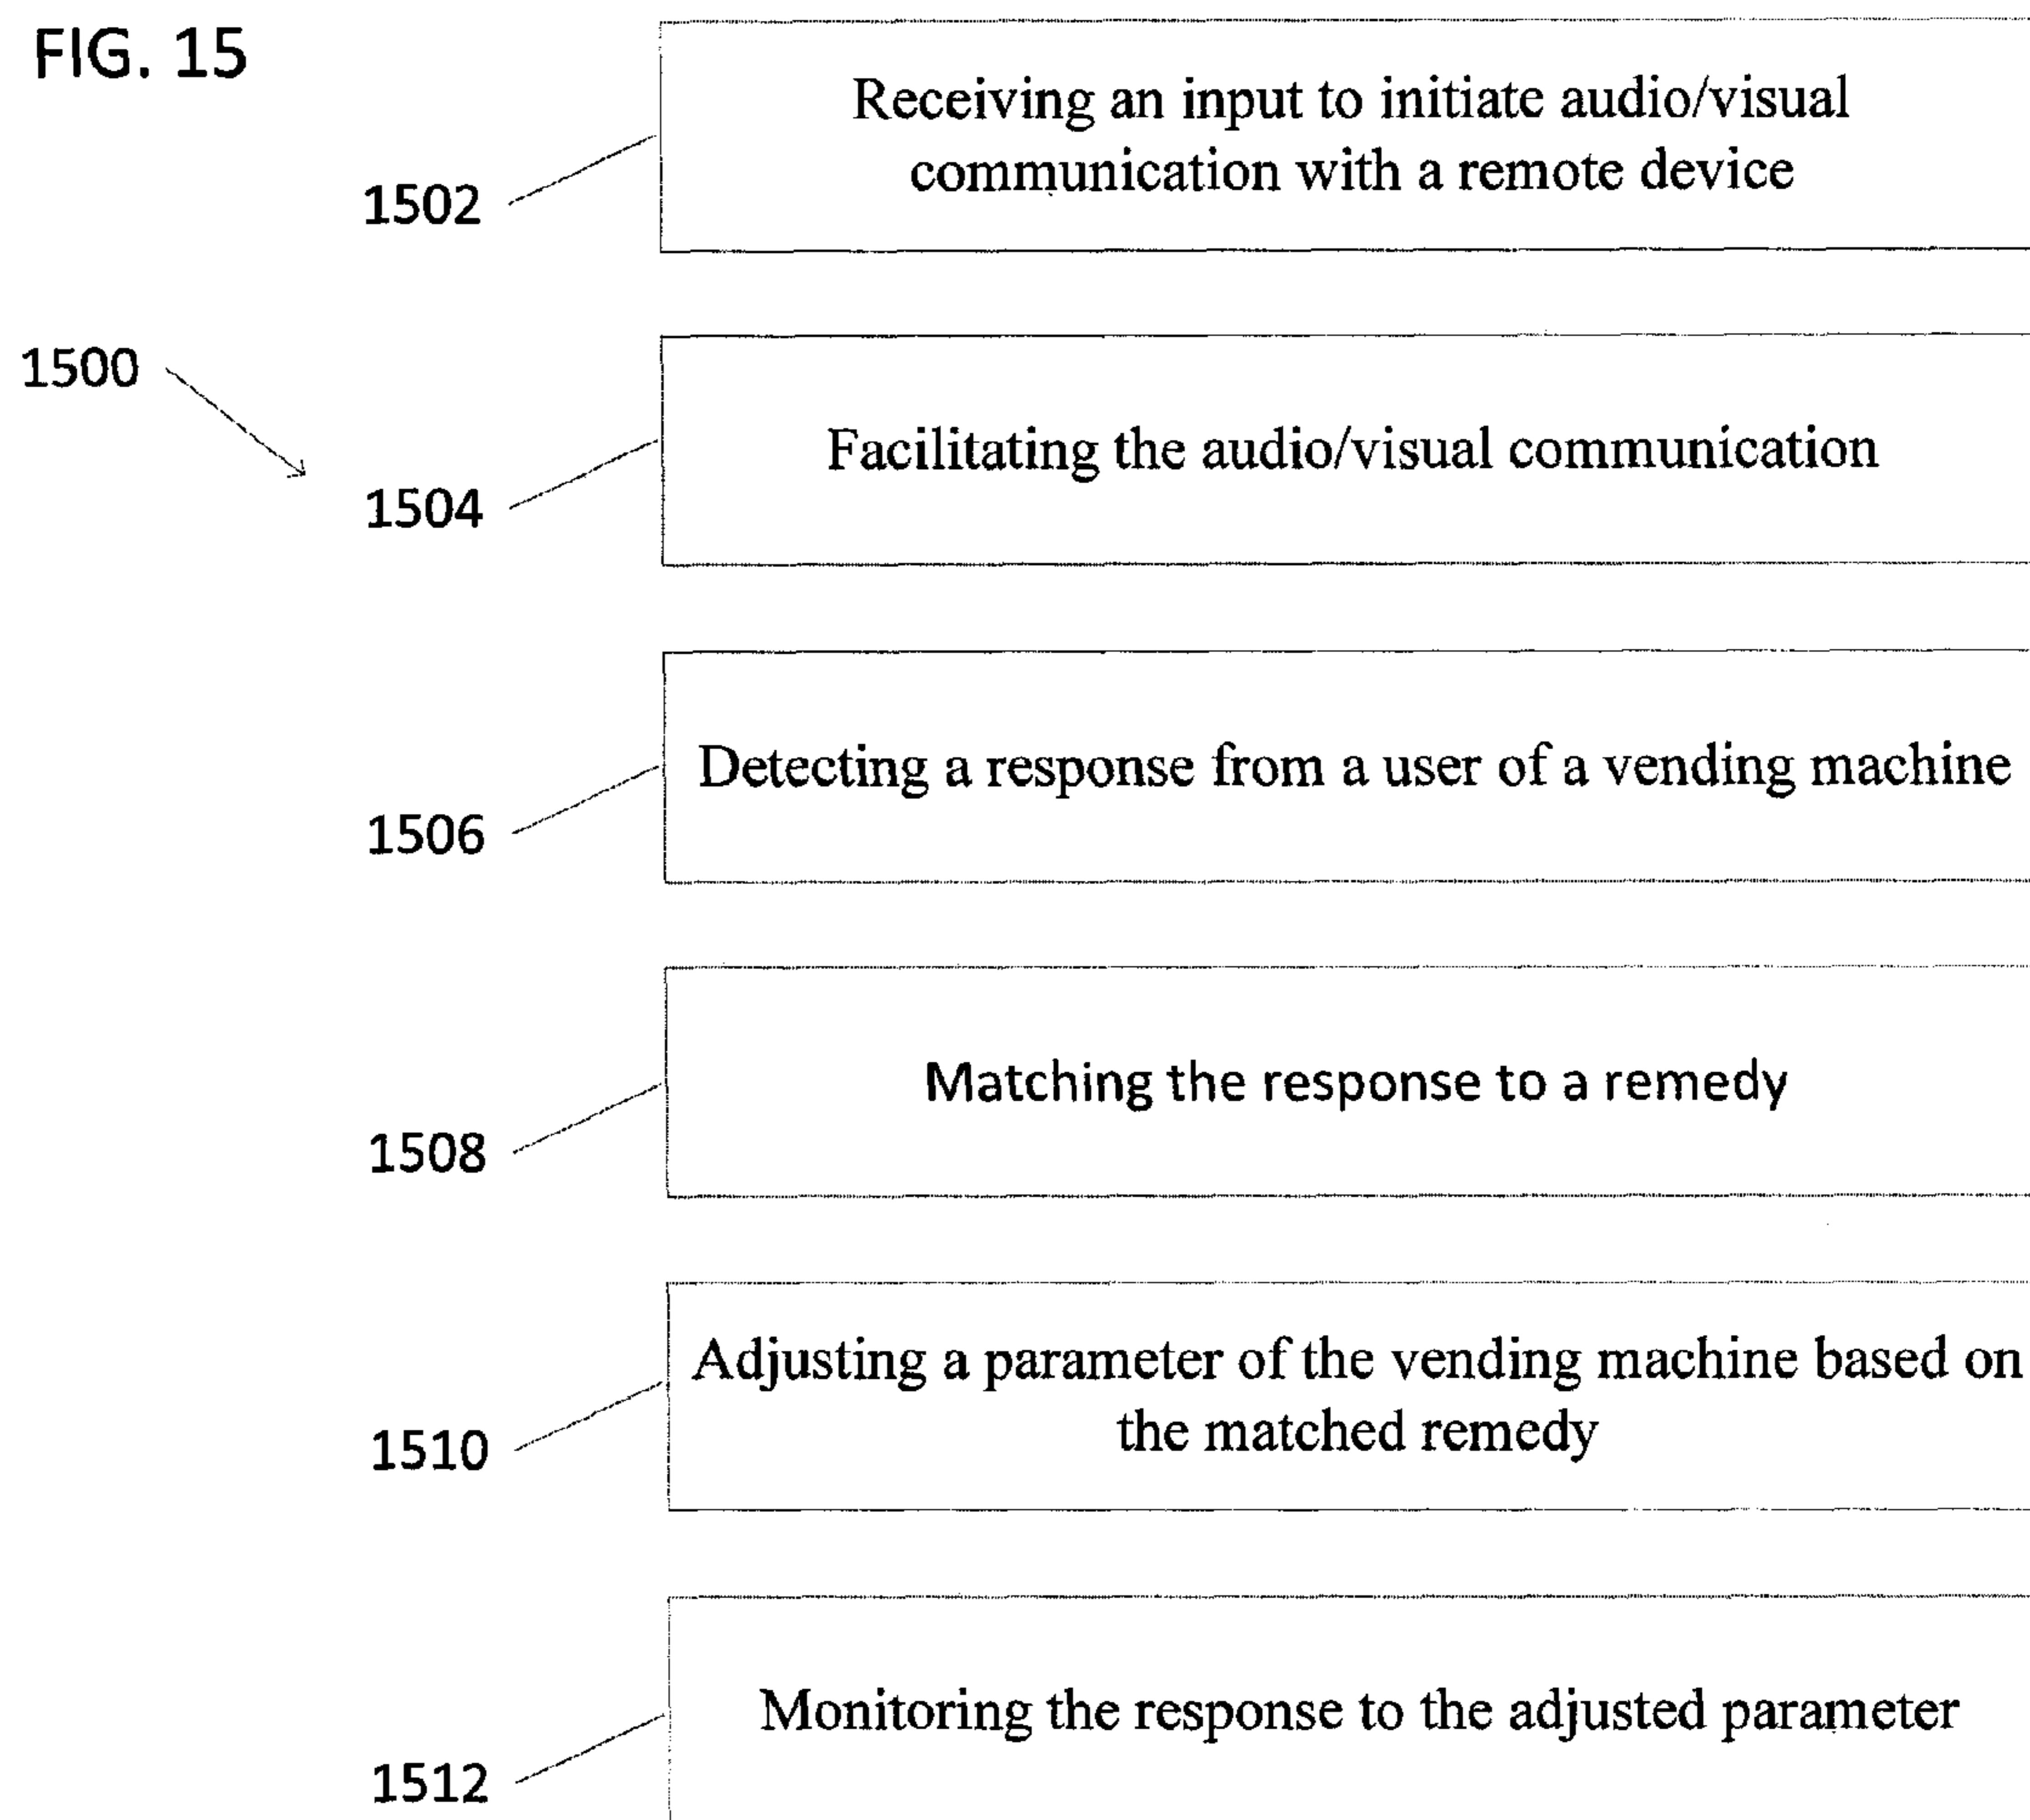 FIG. 15
Receiving an input to initiate audio/visual
communication with a remote device
1502
1500
Facilitating the audio/visual communication
1504
Detecting a response from a user of a vending machine
1506
Matching the response to a remedy
1508
Adjusting a parameter of the vending machine based on
the matched remedy
1510
Monitoring the response to the adjusted parameter
1512